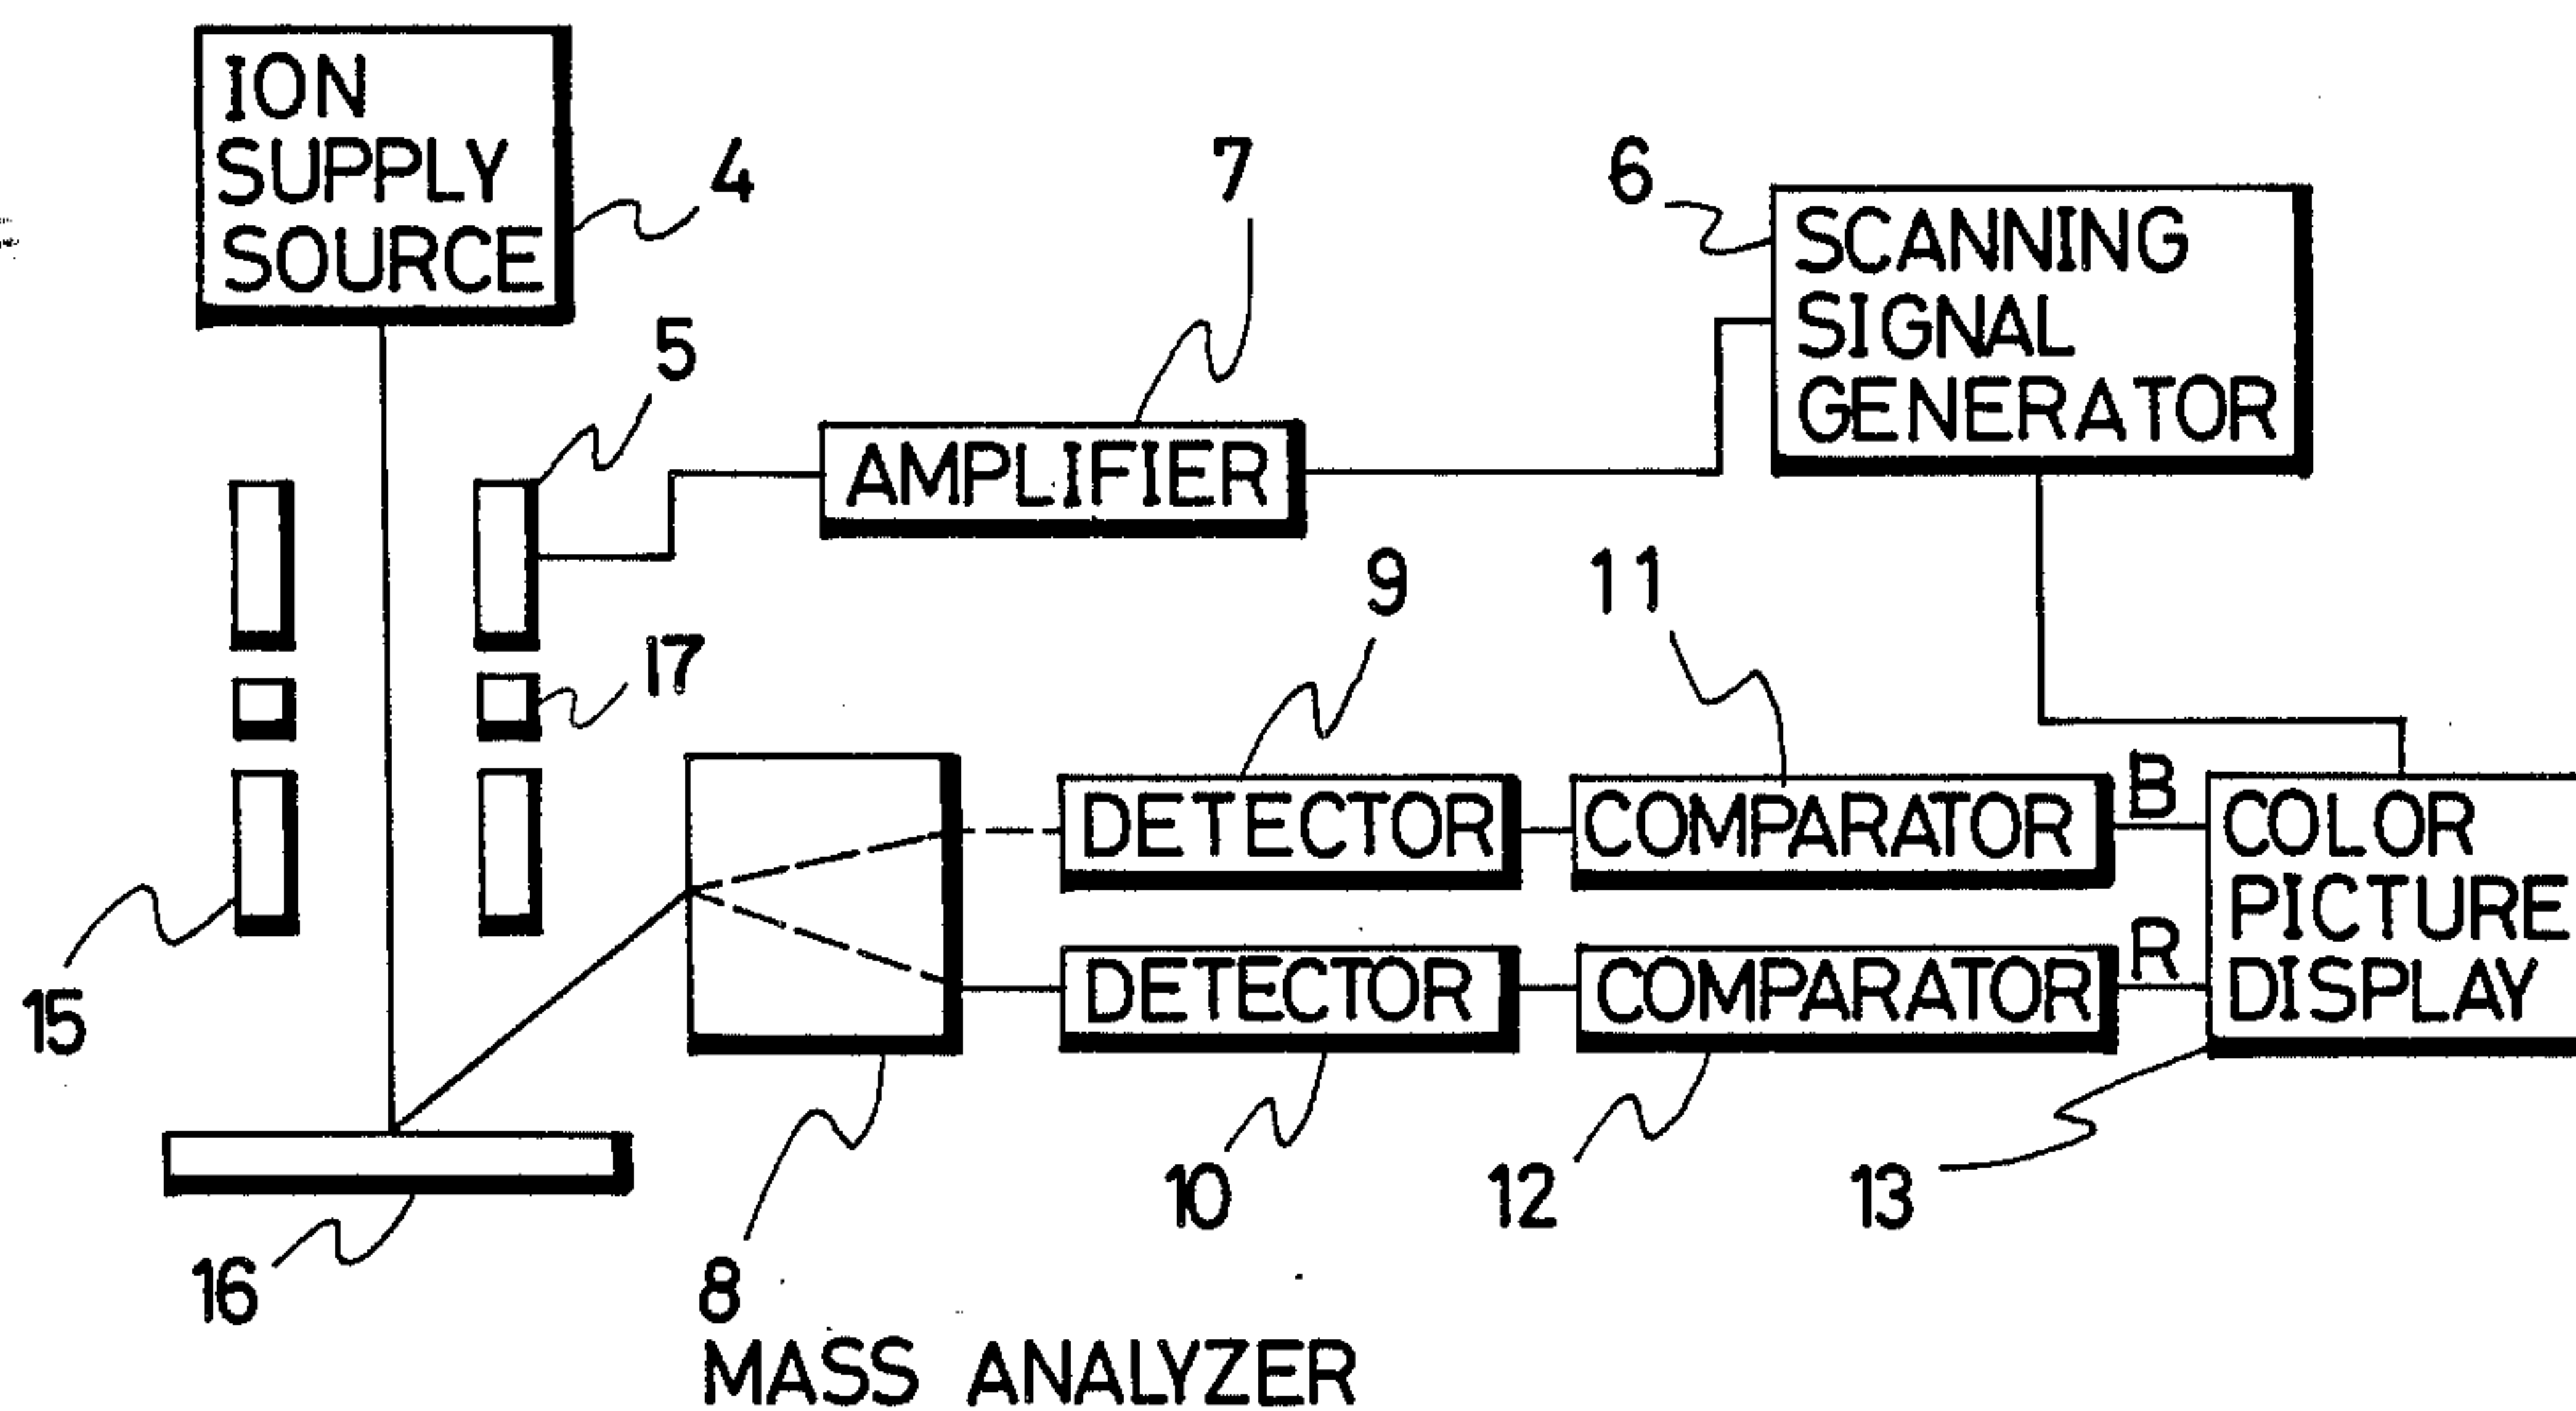 ION
SUPPLY
SOURCE
4
7
6
SCANNING
SIGNAL
GENERATOR
5
AMPLIFIER
9
11
17
DETECTOR
COMPARATOR
B
COLOR
PICTURE
DISPLAY
DETECTOR
COMPARATOR
R
15
10
12
13
16
8
MASS ANALYZER